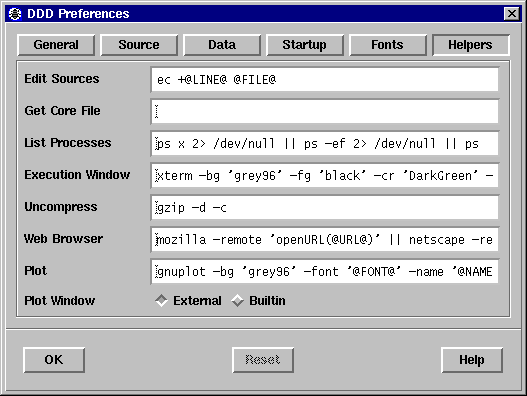 DDD Preferences
General Source Data Startup Fonts Helpers
Edit Sources ec +@LINE@ @FILE@
Get Core File
List Processes ps x 2> /dev/null || ps -ef 2> /dev/null || ps
Execution Window xterm -bg 'grey96' -fg 'black' -cr 'DarkGreen' -
Uncompress gzip -d -c
Web Browser mozilla -remote 'openURL(@URL@)' || netscape -re
Plot gnuplot -bg 'grey96' -font '@FONT@' -name '@NAME
Plot Window External Builtin
OK Reset Help